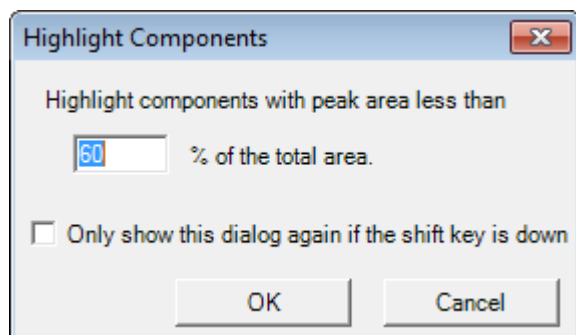 Highlight Components
Highlight components with peak area less than
60 % of the total area.
Only show this dialog again if the shift key is down
OK Cancel